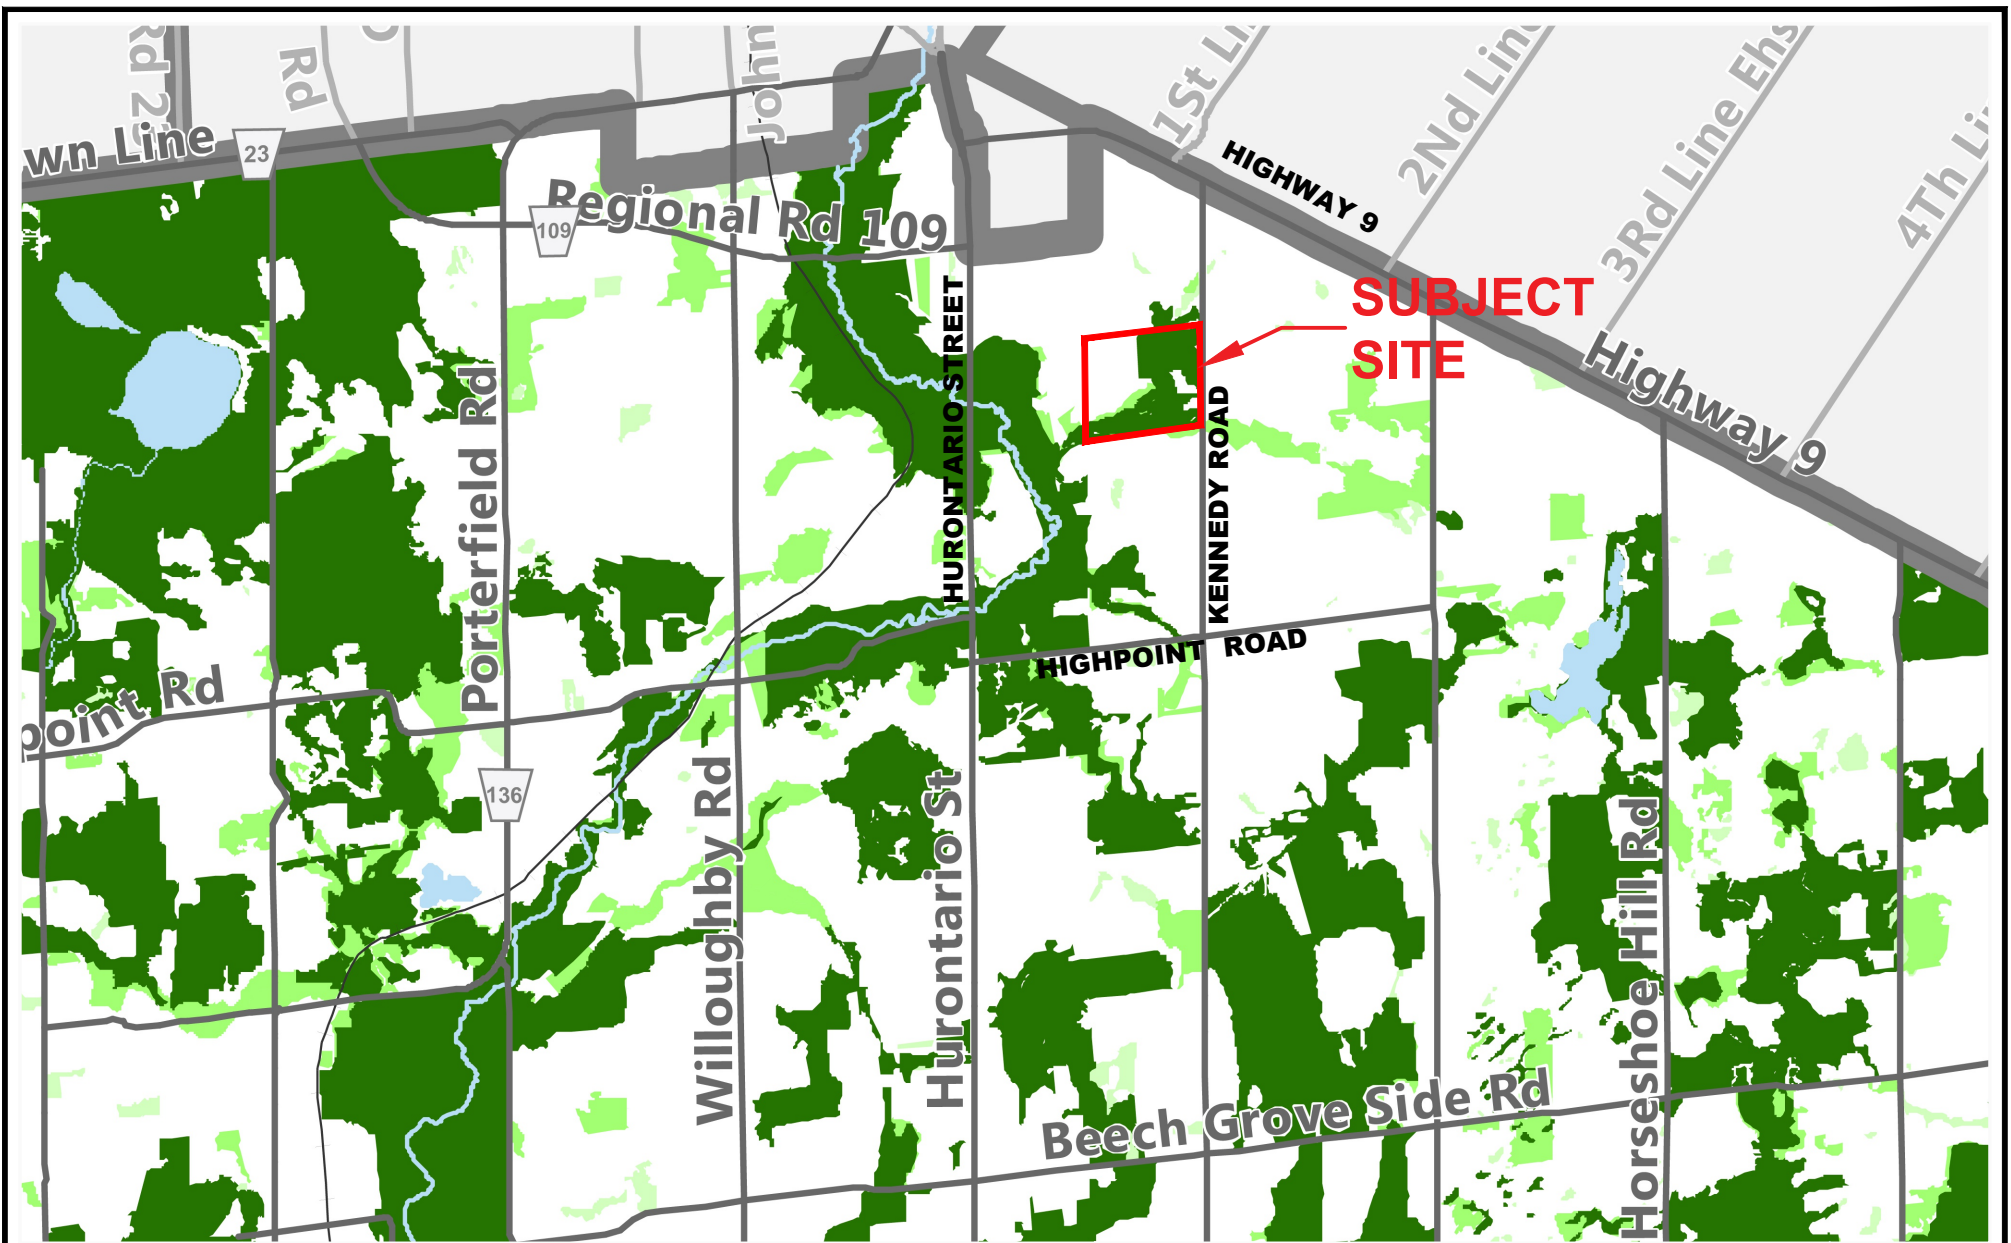 Rd 23
Rd
John
1St Li
2Nd Line
3Rd Line Ehs
4Th Li
wn Line
23
HIGHWAY 9
Regional Rd 109
109
SUBJECT
SITE
HURONTARIO STREET
KENNEDY ROAD
Highway 9
Porterfield Rd
HIGHPOINT ROAD
point Rd
136
Willoughby Rd
Hurontario St
Horseshoe Hill Rd
Beech Grove Side Rd